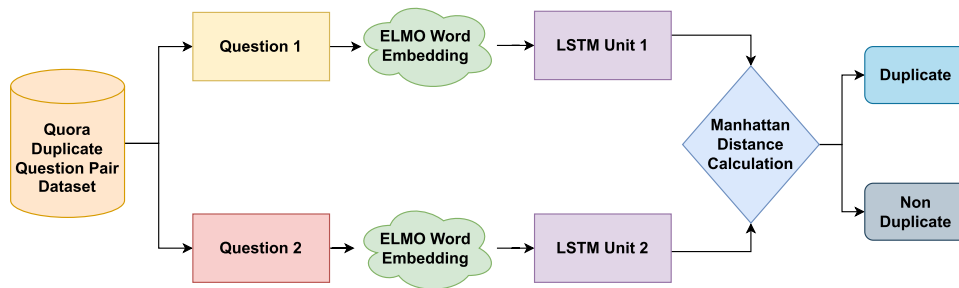 Quora
Duplicate
Question Pair
Dataset
Question 1
ELMO Word
Embedding
LSTM Unit 1
Question 2
ELMO Word
Embedding
LSTM Unit 2
Manhattan
Distance
Calculation
Duplicate
Non
Duplicate